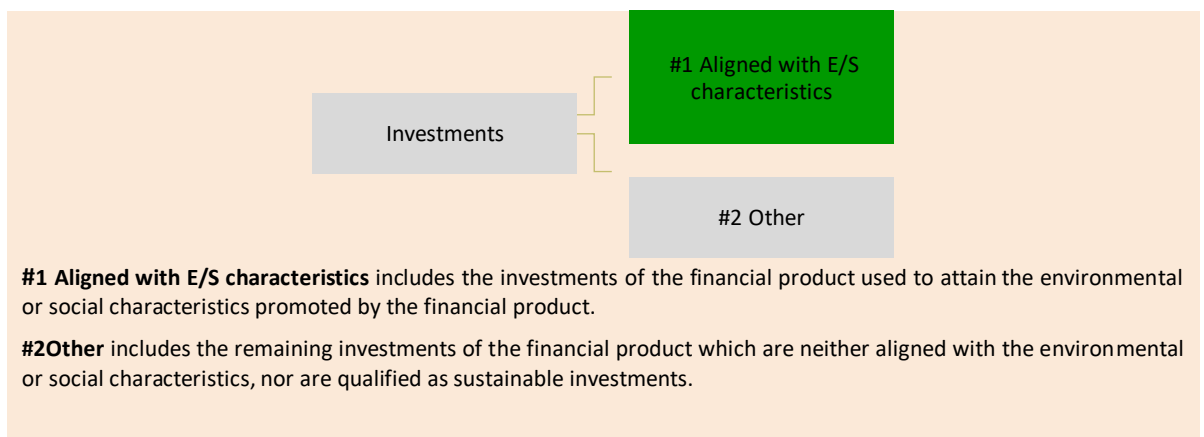 #1 Aligned with E/S
characteristics
Investments
#2 Other
#1 Aligned with E/S characteristics includes the investments of the financial product used to attain the environmental
or social characteristics promoted by the financial product.
#2Other includes the remaining investments of the financial product which are neither aligned with the environmental
or social characteristics, nor are qualified as sustainable investments.